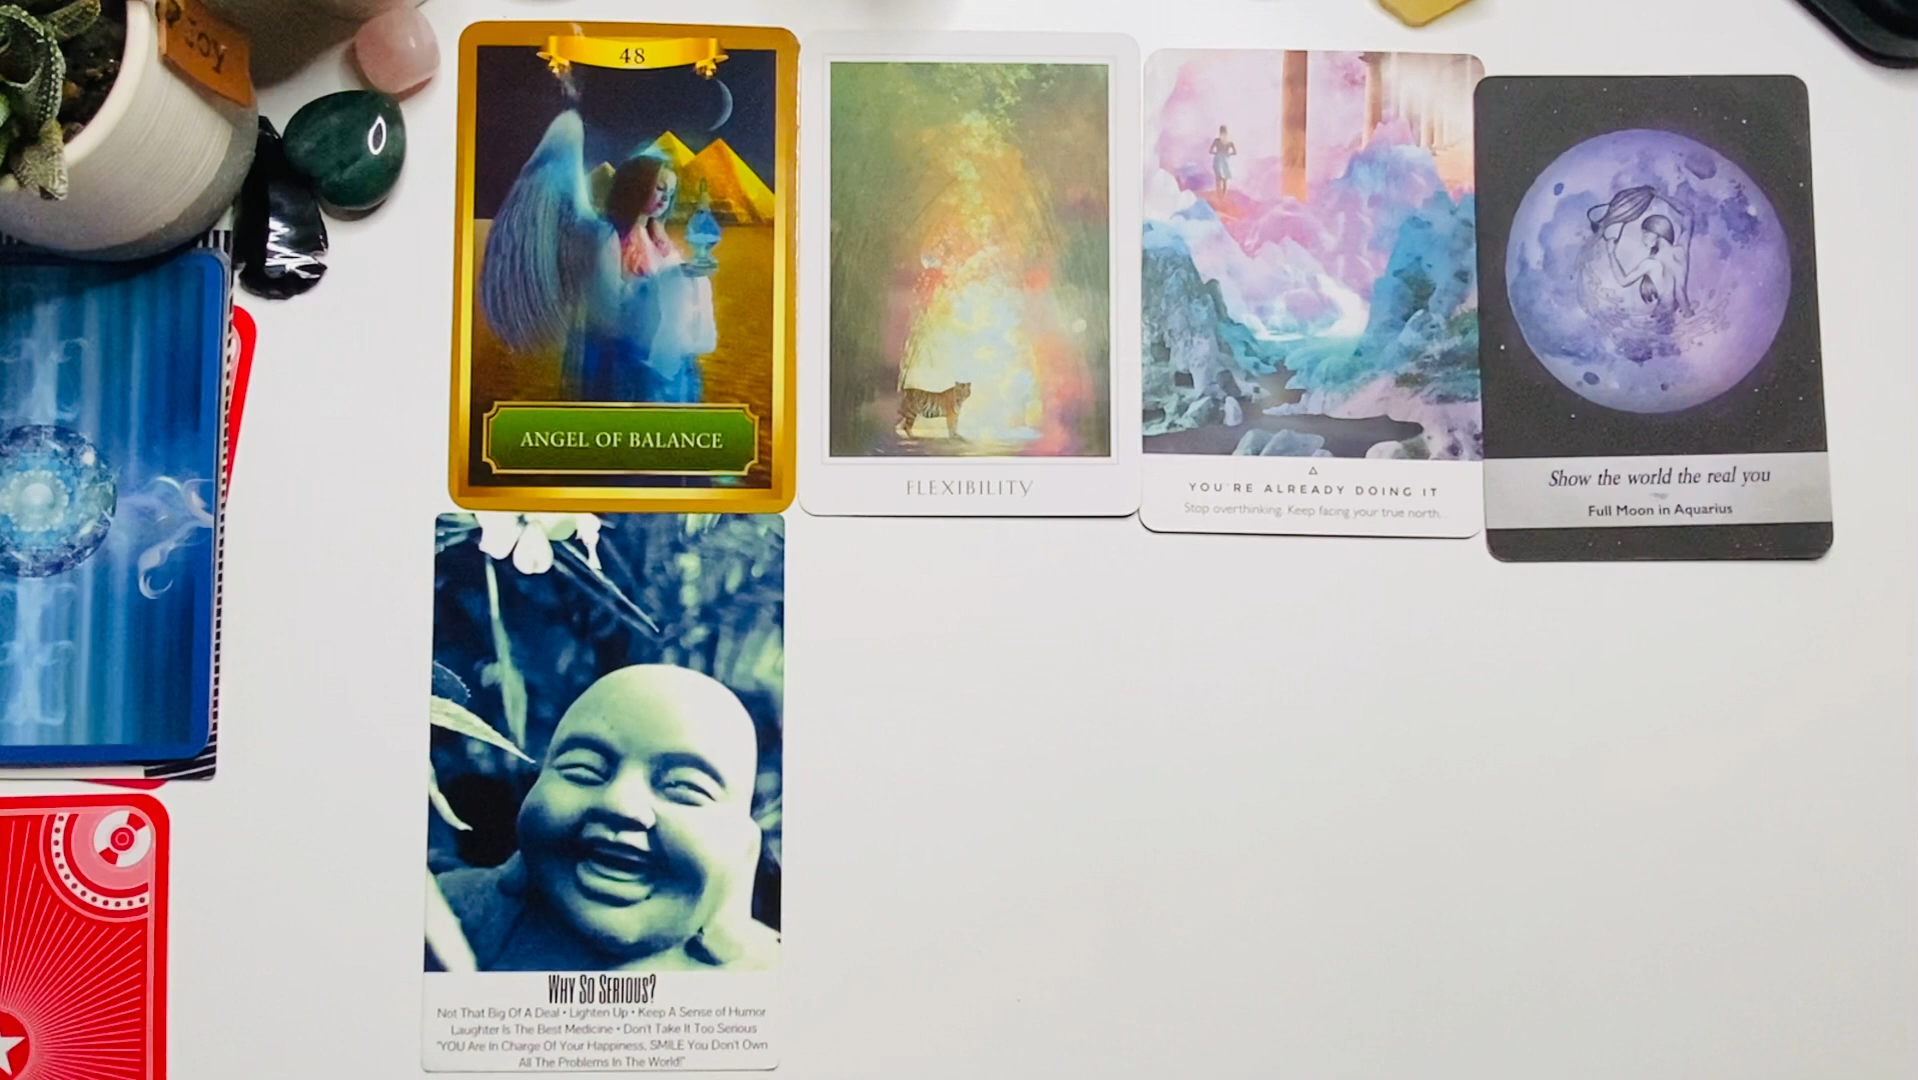 JOY
48
ANGEL OF BALANCE
FLEXIBILITY
YOU'RE ALREADY DOING IT
Stop overthinking. Keep facing your true north.
Show the world the real you
Full Moon in Aquarius
WHY SO SERIOUS?
Not That Big Of A Deal • Lighten Up • Keep A Sense of Humor
Laughter Is The Best Medicine • Don't Take It Too Serious
"YOU Are In Charge Of Your Happiness, SMILE You Don't Own
All The Problems In The World!"